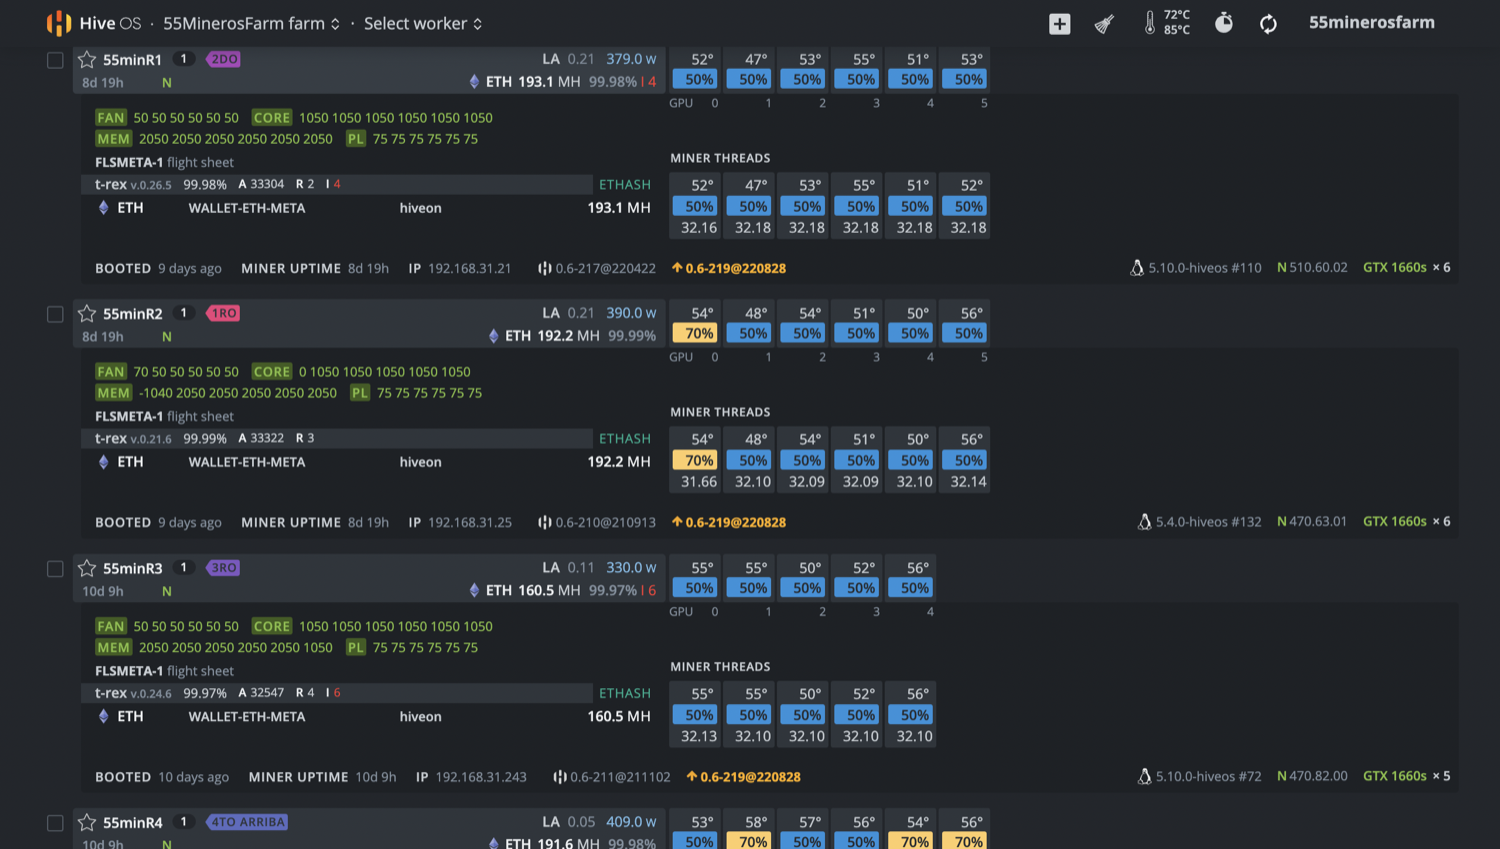 Hive OS · 55MinerosFarm farm · Select worker 72°C 85°C 55minerosfarm
55minR1 1 2DO LA 0.21 379.0 w 52° 47° 53° 55° 51° 53°
8d 19h N ETH 193.1 MH 99.98% I 4 50% 50% 50% 50% 50% 50%
GPU 0 1 2 3 4 5
FAN 50 50 50 50 50 50 CORE 1050 1050 1050 1050 1050 1050
MEM 2050 2050 2050 2050 2050 2050 PL 75 75 75 75 75 75
FLSMETA-1 flight sheet MINER THREADS
t-rex v.0.26.5 99.98% A 33304 R 2 I 4 ETHASH 52° 47° 53° 55° 51° 52°
ETH WALLET-ETH-META hiveon 193.1 MH 50% 50% 50% 50% 50% 50%
32.16 32.18 32.18 32.18 32.18 32.18
BOOTED 9 days ago MINER UPTIME 8d 19h IP 192.168.31.21 0.6-217@220422 0.6-219@220828 5.10.0-hiveos #110 N 510.60.02 GTX 1660s × 6
55minR2 1 1RO LA 0.21 390.0 w 54° 48° 54° 51° 50° 56°
8d 19h N ETH 192.2 MH 99.99% 70% 50% 50% 50% 50% 50%
GPU 0 1 2 3 4 5
FAN 70 50 50 50 50 50 CORE 0 1050 1050 1050 1050 1050
MEM -1040 2050 2050 2050 2050 2050 PL 75 75 75 75 75 75
FLSMETA-1 flight sheet MINER THREADS
t-rex v.0.21.6 99.99% A 33322 R 3 ETHASH 54° 48° 54° 51° 50° 56°
ETH WALLET-ETH-META hiveon 192.2 MH 70% 50% 50% 50% 50% 50%
31.66 32.10 32.09 32.09 32.10 32.14
BOOTED 9 days ago MINER UPTIME 8d 19h IP 192.168.31.25 0.6-210@210913 0.6-219@220828 5.4.0-hiveos #132 N 470.63.01 GTX 1660s × 6
55minR3 1 3RO LA 0.11 330.0 w 55° 55° 50° 52° 56°
10d 9h N ETH 160.5 MH 99.97% I 6 50% 50% 50% 50% 50%
GPU 0 1 2 3 4
FAN 50 50 50 50 50 50 CORE 1050 1050 1050 1050 1050 1050
MEM 2050 2050 2050 2050 2050 1050 PL 75 75 75 75 75 75
FLSMETA-1 flight sheet MINER THREADS
t-rex v.0.24.6 99.97% A 32547 R 4 I 6 ETHASH 55° 55° 50° 52° 56°
ETH WALLET-ETH-META hiveon 160.5 MH 50% 50% 50% 50% 50%
32.13 32.10 32.10 32.10 32.10
BOOTED 10 days ago MINER UPTIME 10d 9h IP 192.168.31.243 0.6-211@211102 0.6-219@220828 5.10.0-hiveos #72 N 470.82.00 GTX 1660s × 5
55minR4 1 4TO ARRIBA LA 0.05 409.0 w 53° 58° 57° 56° 54° 56°
10d 9h N ETH 191.6 MH 99.98% 50% 70% 50% 50% 70% 70%